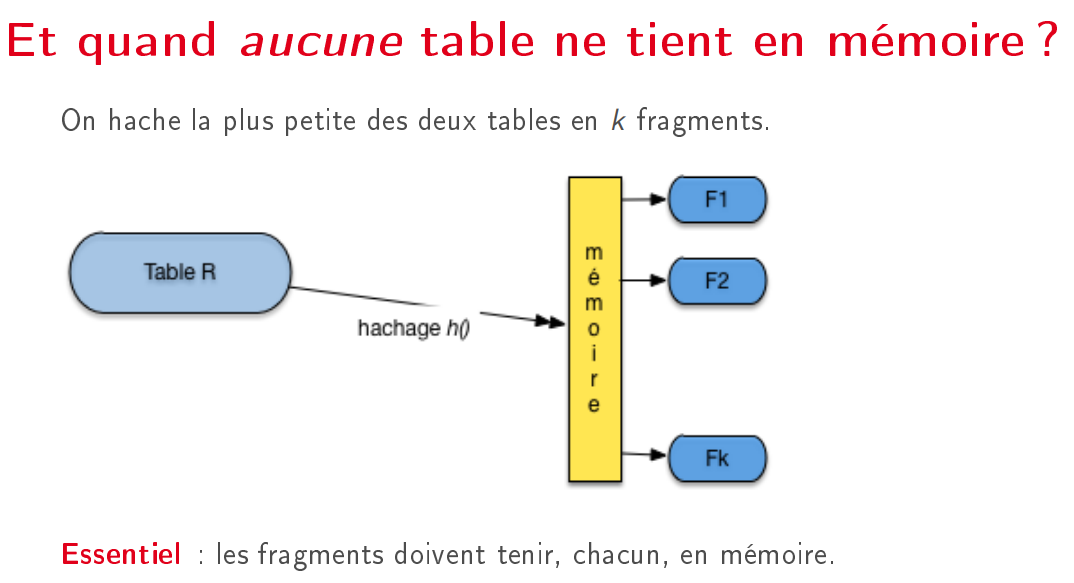 Et quand aucune table ne tient en mémoire ?
On hache la plus petite des deux tables en k fragments.
F1
Table R
mémoire
F2
hachage h()
Fk
Essentiel : les fragments doivent tenir, chacun, en mémoire.